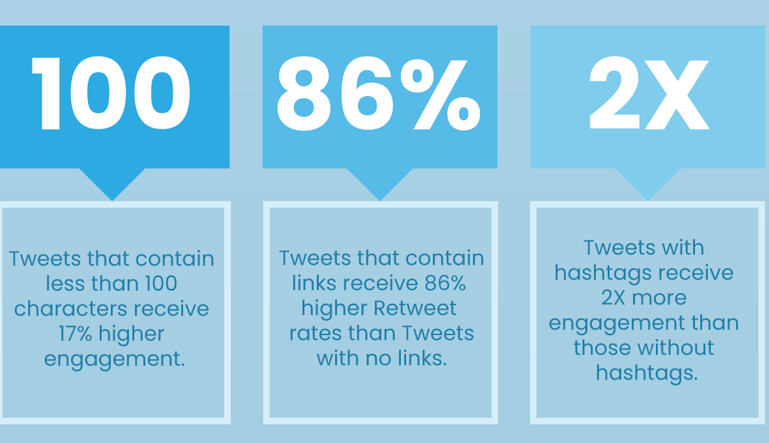 100
Tweets that contain
less than 100
characters receive
17% higher
engagement.
86%
Tweets that contain
links receive 86%
higher Retweet
rates than Tweets
with no links.
2X
Tweets with
hashtags receive
2X more
engagement than
those without
hashtags.